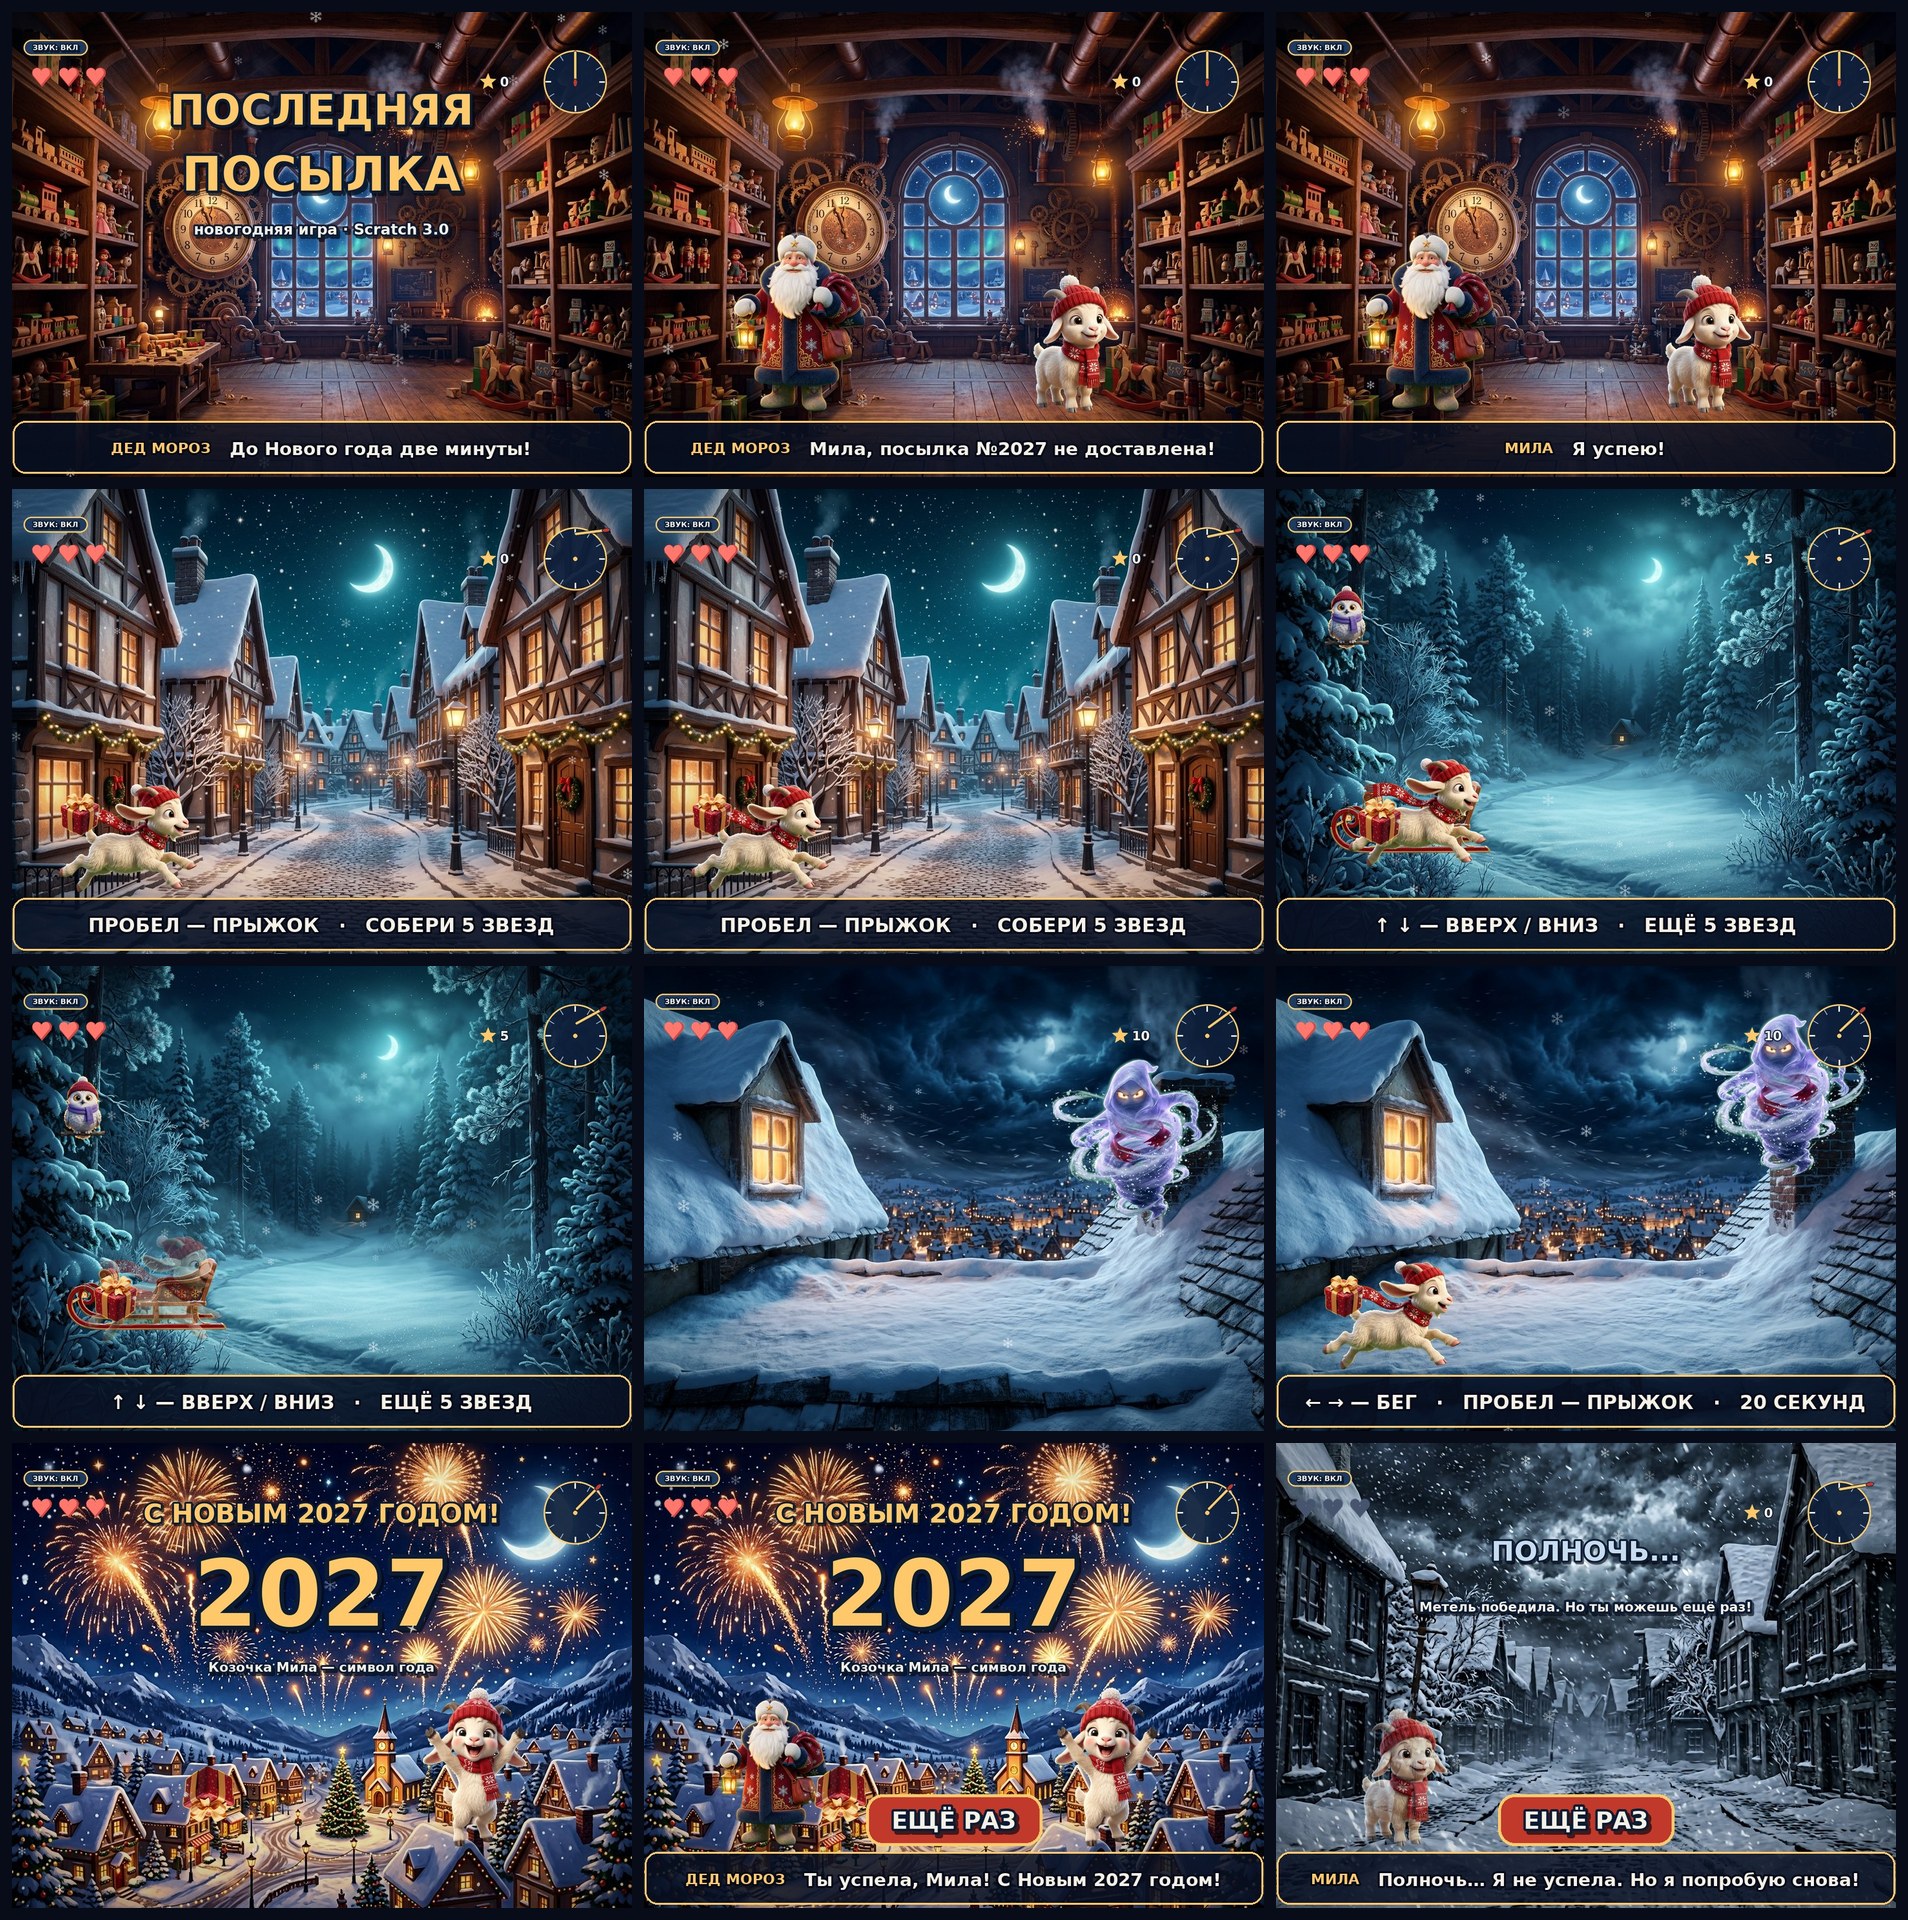 ЗВУК: ВКЛ
0
ПОСЛЕДНЯЯ
ПОСЫЛКА
новогодняя игра · Scratch 3.0
ДЕД МОРОЗ До Нового года две минуты!
ЗВУК: ВКЛ
0
ДЕД МОРОЗ Мила, посылка №2027 не доставлена!
ЗВУК: ВКЛ
0
МИЛА Я успею!
ЗВУК: ВКЛ
0
ПРОБЕЛ — ПРЫЖОК · СОБЕРИ 5 ЗВЕЗД
ЗВУК: ВКЛ
0
ПРОБЕЛ — ПРЫЖОК · СОБЕРИ 5 ЗВЕЗД
ЗВУК: ВКЛ
5
↑ ↓ — ВВЕРХ / ВНИЗ · ЕЩЁ 5 ЗВЕЗД
ЗВУК: ВКЛ
5
↑ ↓ — ВВЕРХ / ВНИЗ · ЕЩЁ 5 ЗВЕЗД
ЗВУК: ВКЛ
10
ЗВУК: ВКЛ
10
← → — БЕГ · ПРОБЕЛ — ПРЫЖОК · 20 СЕКУНД
ЗВУК: ВКЛ
С НОВЫМ 2027 ГОДОМ!
2027
Козочка Мила — символ года
ЗВУК: ВКЛ
С НОВЫМ 2027 ГОДОМ!
2027
Козочка Мила — символ года
ЕЩЁ РАЗ
ДЕД МОРОЗ Ты успела, Мила! С Новым 2027 годом!
ЗВУК: ВКЛ
0
ПОЛНОЧЬ...
Метель победила. Но ты можешь ещё раз!
ЕЩЁ РАЗ
МИЛА Полночь... Я не успела. Но я попробую снова!